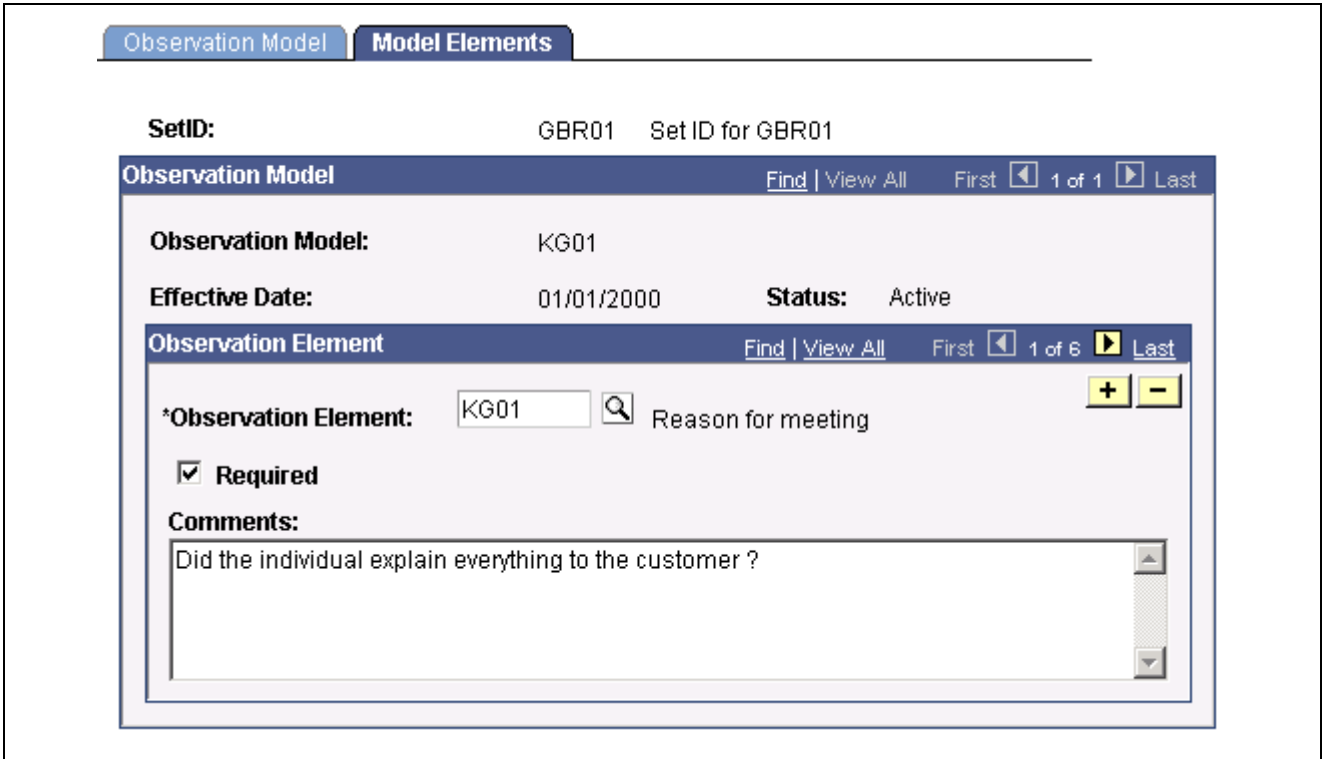 Observation Model Model Elements
SetID: GBR01 Set ID for GBR01
Observation Model Find | View All First 1 of 1 Last
Observation Model: KG01
Effective Date: 01/01/2000 Status: Active
Observation Element Find | View All First 1 of 6 Last
+ −
*Observation Element: KG01 Reason for meeting
Required
Comments:
Did the individual explain everything to the customer ?